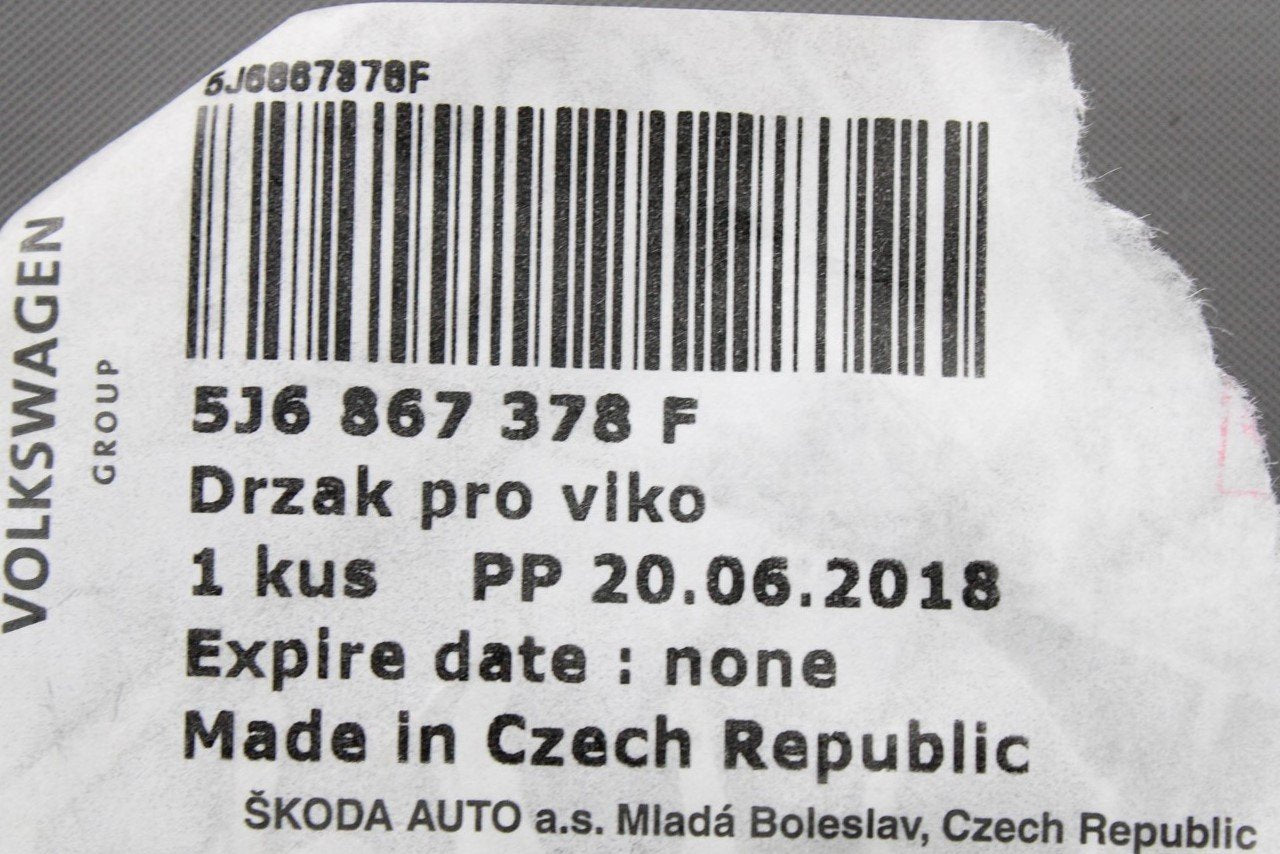 5J6867378F
5J6 867 378 F
Drzak pro viko
1 kus PP 20.06.2018
Expire date : none
Made in Czech Republic
ŠKODA AUTO a.s. Mladá Boleslav, Czech Republic
VOLKSWAGEN
GROUP